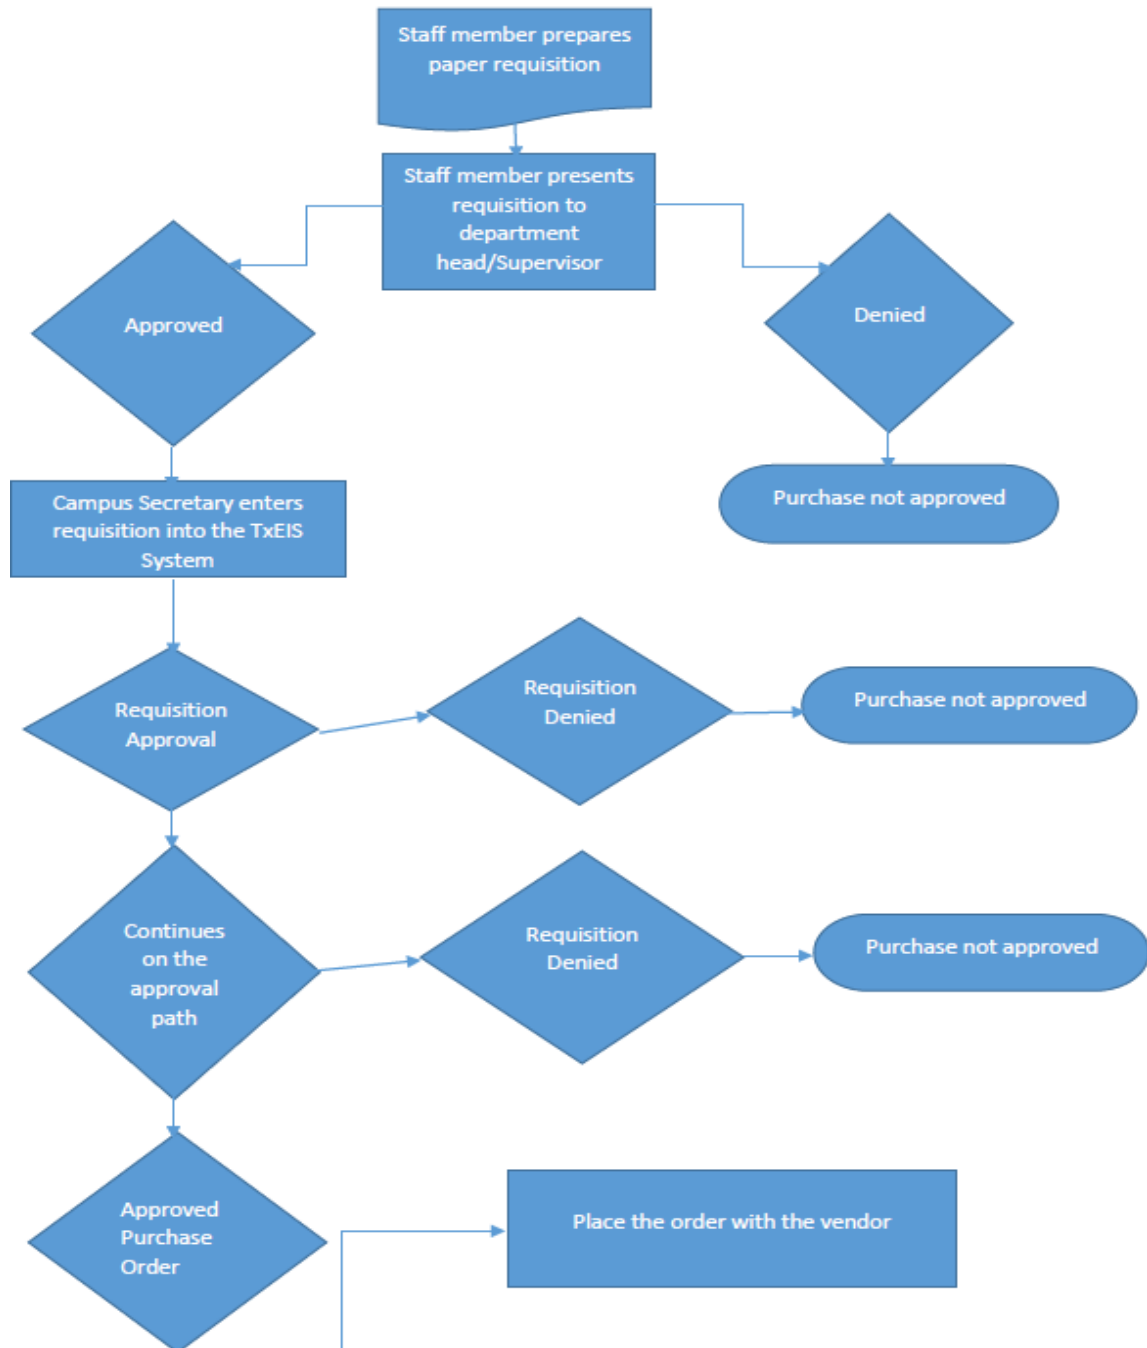 Staff member prepares
paper requisition
Staff member presents
requisition to
department
head/Supervisor
Approved
Denied
Campus Secretary enters
requisition into the TxEIS
System
Purchase not approved
Requisition
Approval
Requisition
Denied
Purchase not approved
Continues
on the
approval
path
Requisition
Denied
Purchase not approved
Approved
Purchase
Order
Place the order with the vendor